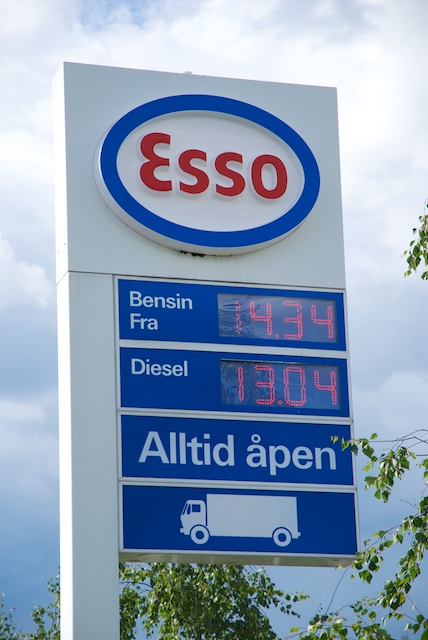 Esso
Bensin
Fra 14.34
Diesel 13.04
Alltid åpen